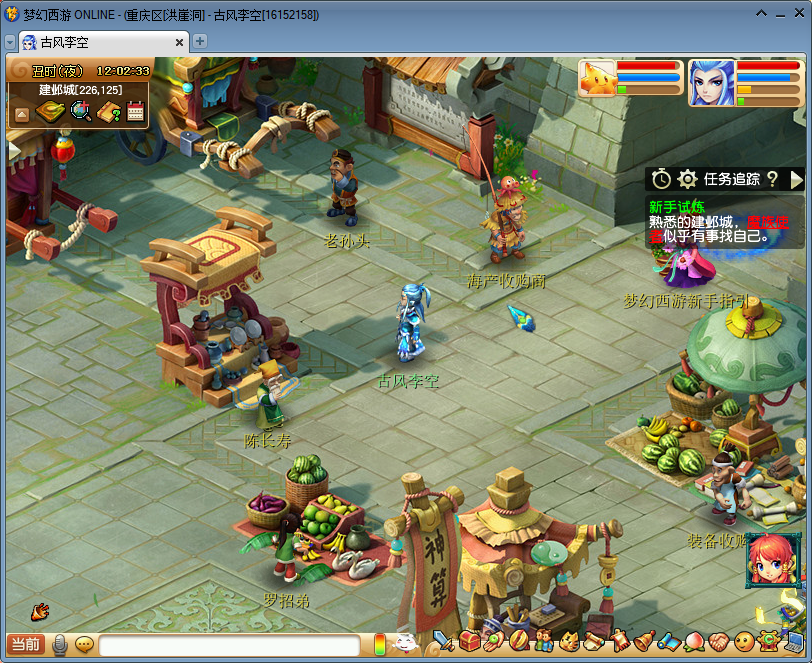 梦幻西游 ONLINE - (重庆区[洪崖洞] - 古风李空[16152158])
古风李空
丑时(夜) 12:02:33
建邺城[226,125]
任务追踪 ?
新手试炼
熟悉的建邺城,
似乎有事找自己。
老孙头
海产收购商
梦幻西游新手指引
古风李空
陈长寿
装备收购
罗招弟
神算
当前